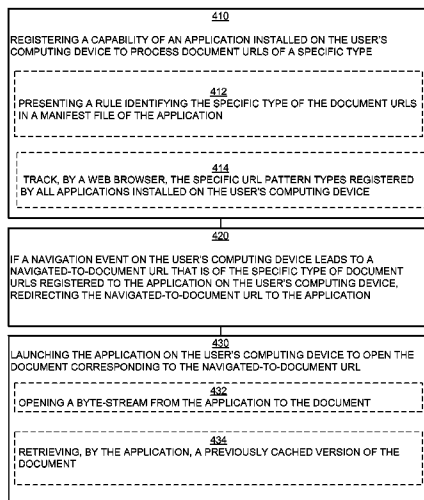 410
REGISTERING A CAPABILITY OF AN APPLICATION INSTALLED ON THE USER'S
COMPUTING DEVICE TO PROCESS DOCUMENT URLS OF A SPECIFIC TYPE
412
PRESENTING A RULE IDENTIFYING THE SPECIFIC TYPE OF THE DOCUMENT URLS
IN A MANIFEST FILE OF THE APPLICATION
414
TRACK, BY A WEB BROWSER, THE SPECIFIC URL PATTERN TYPES REGISTERED
BY ALL APPLICATIONS INSTALLED ON THE USER'S COMPUTING DEVICE
420
IF A NAVIGATION EVENT ON THE USER'S COMPUTING DEVICE LEADS TO A
NAVIGATED-TO-DOCUMENT URL THAT IS OF THE SPECIFIC TYPE OF DOCUMENT
URLS REGISTERED TO THE APPLICATION ON THE USER'S COMPUTING DEVICE,
REDIRECTING THE NAVIGATED-TO-DOCUMENT URL TO THE APPLICATION
430
LAUNCHING THE APPLICATION ON THE USER'S COMPUTING DEVICE TO OPEN THE
DOCUMENT CORRESPONDING TO THE NAVIGATED-TO-DOCUMENT URL
432
OPENING A BYTE-STREAM FROM THE APPLICATION TO THE DOCUMENT
434
RETRIEVING, BY THE APPLICATION, A PREVIOUSLY CACHED VERSION OF THE
DOCUMENT